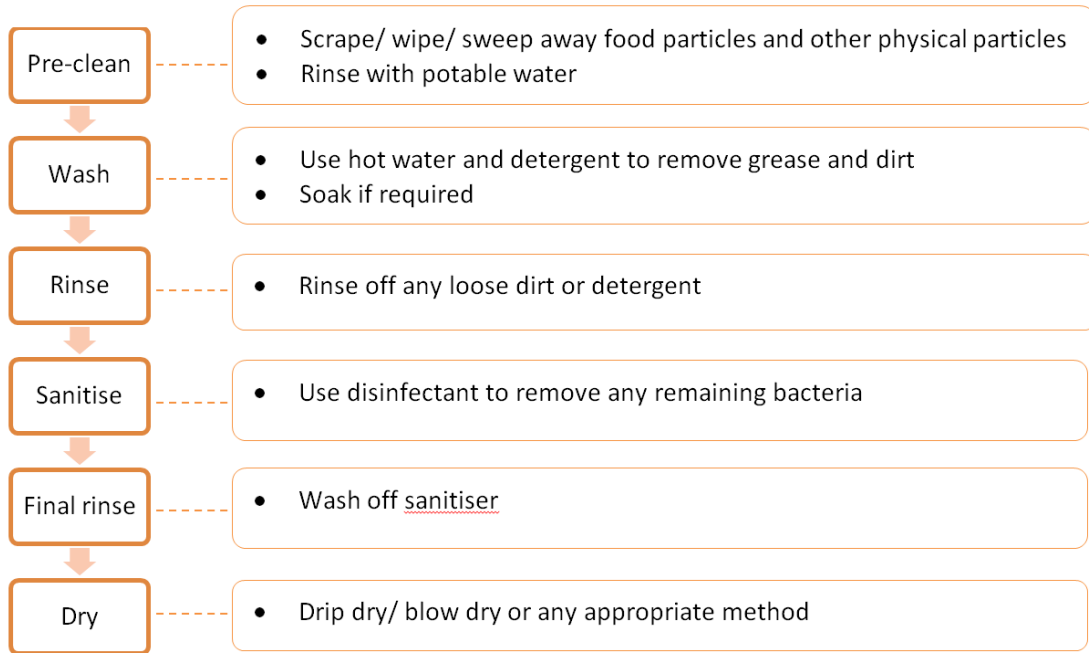 Pre-clean
• Scrape/ wipe/ sweep away food particles and other physical particles
• Rinse with potable water
Wash
• Use hot water and detergent to remove grease and dirt
• Soak if required
Rinse
• Rinse off any loose dirt or detergent
Sanitise
• Use disinfectant to remove any remaining bacteria
Final rinse
• Wash off sanitiser
Dry
• Drip dry/ blow dry or any appropriate method